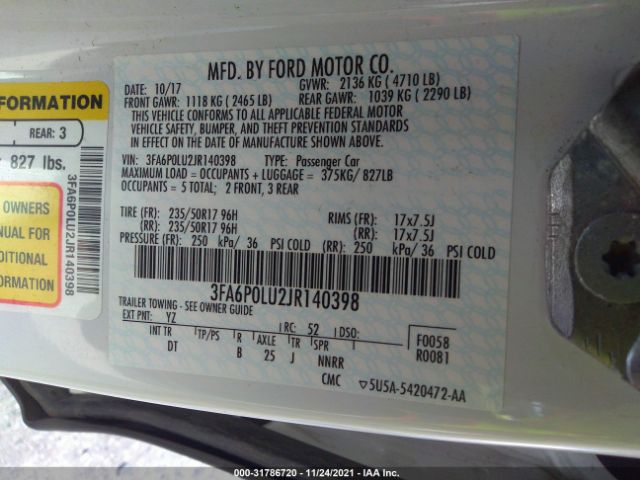 MFD. BY FORD MOTOR CO.
DATE: 10/17 GVWR: 2136 KG ( 4710 LB)
FRONT GAWR: 1118 KG ( 2465 LB) REAR GAWR: 1039 KG ( 2290 LB)
THIS VEHICLE CONFORMS TO ALL APPLICABLE FEDERAL MOTOR
VEHICLE SAFETY, BUMPER, AND THEFT PREVENTION STANDARDS
IN EFFECT ON THE DATE OF MANUFACTURE SHOWN ABOVE.
VIN: 3FA6P0LU2JR140398 TYPE: Passenger Car
MAXIMUM LOAD = OCCUPANTS + LUGGAGE = 375KG/827LB
OCCUPANTS = 5 TOTAL; 2 FRONT, 3 REAR
TIRE (FR): 235/50R17 96H RIMS (FR): 17x7.5J
(RR): 235/50R17 96H (RR): 17x7.5J
PRESSURE (FR): 250 kPa/ 36 PSI COLD (RR): 250 kPa/ 36 PSI COLD
3FA6P0LU2JR140398
TRAILER TOWING - SEE OWNER GUIDE
EXT PNT: YZ RC: 52 DSO: F0058
INT TR TP/PS R AXLE TR SPR R0081
DT B 25 J NNRR
CMC ▽5U5A-5420472-AA
FORMATION
REAR: 3
827 lbs.
OWNERS
NUAL FOR
DITIONAL
ORMATION
3FA6P0LU2JR140398
000-31786720 - 11/24/2021 - IAA Inc.